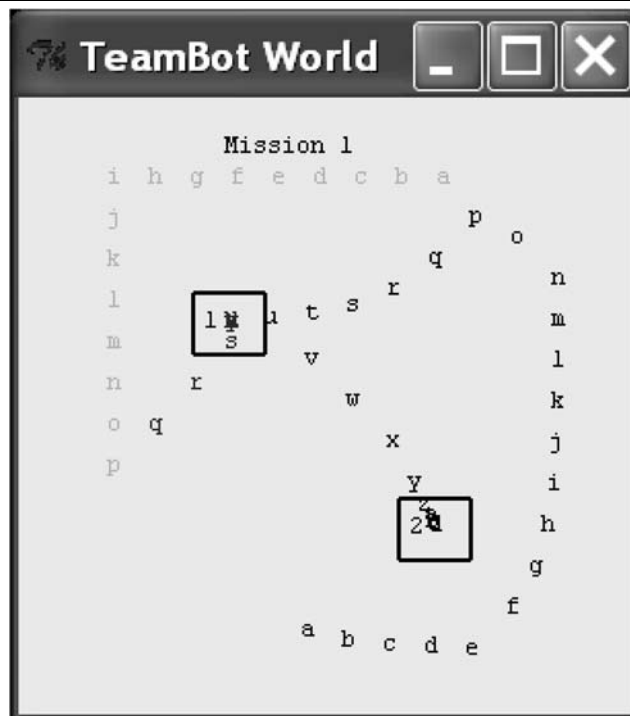 TeamBot World
Mission 1
i h g f e d c b a
j p
o
k q
n
l r s
1 u t m
m s
v l
n r
w k
o q
x j
p
y i
z
2 h
g
f
a b c d e